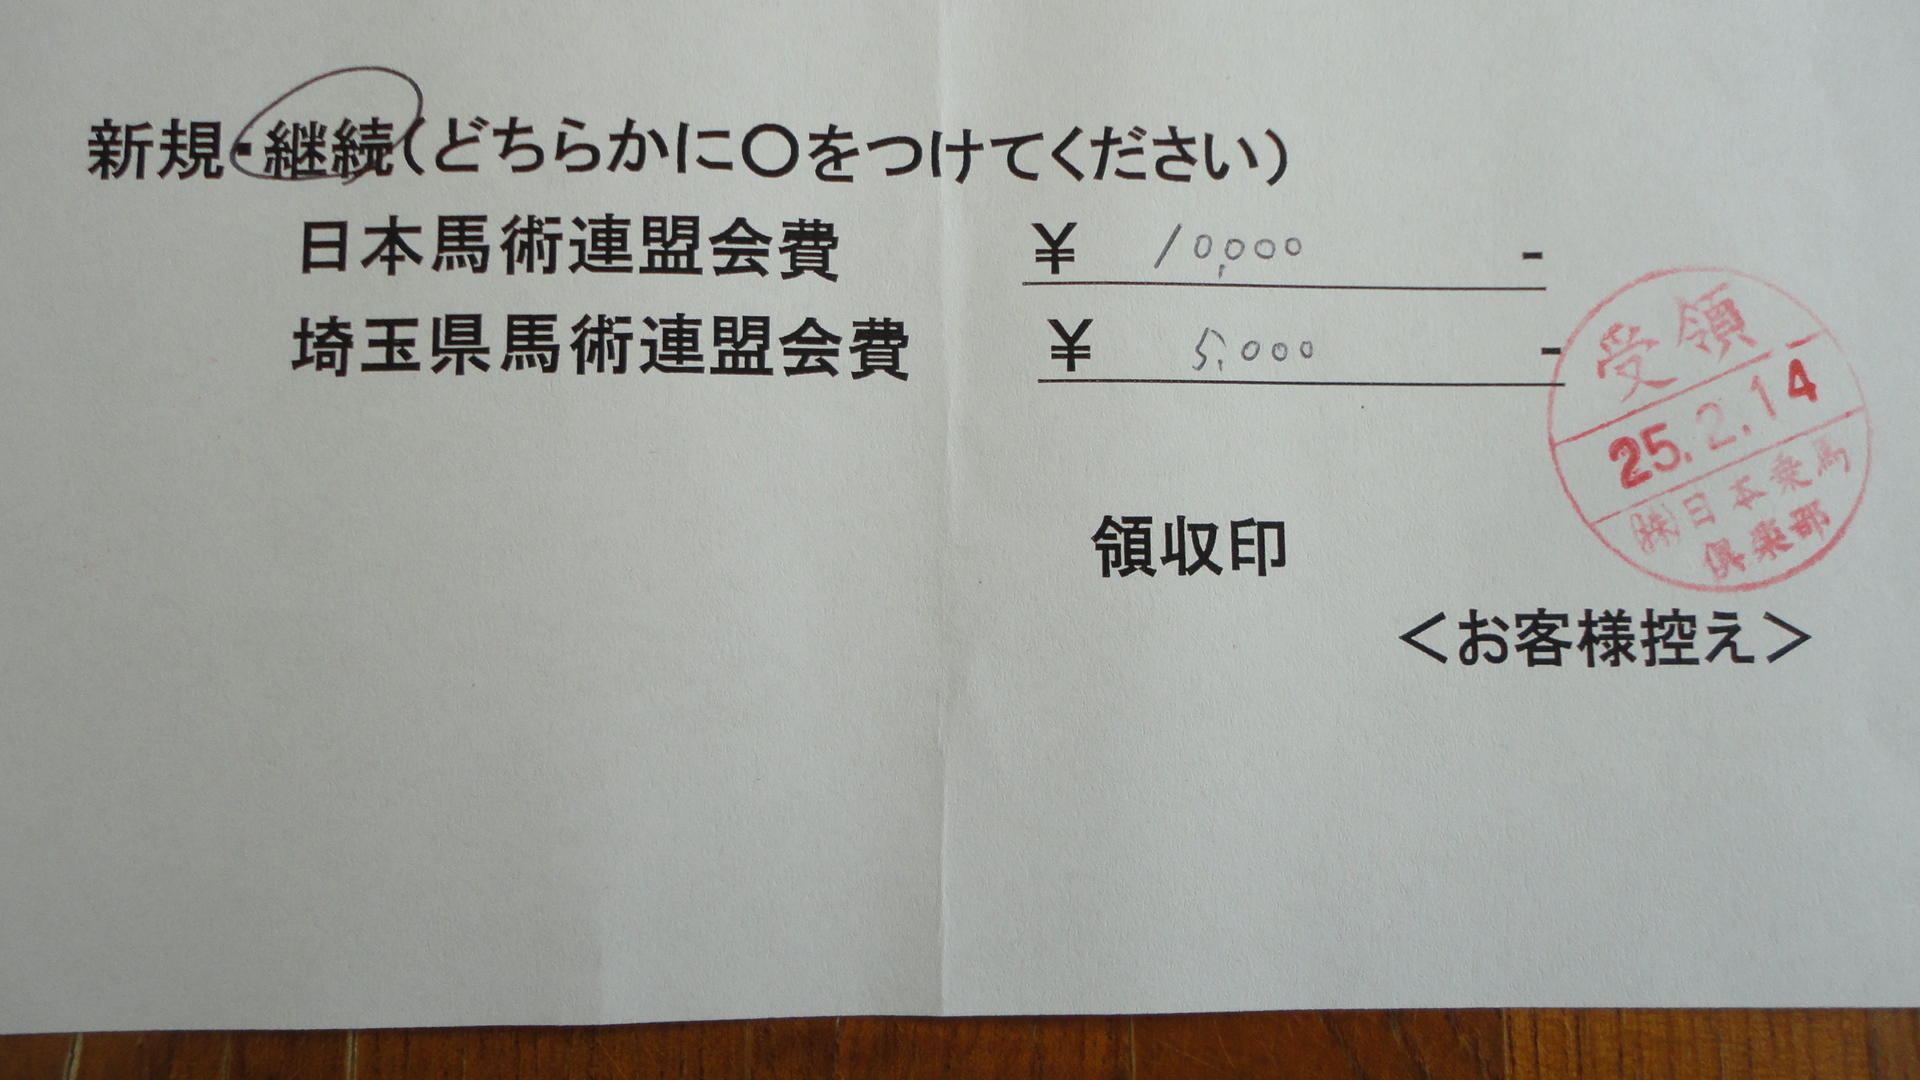 新規・継続(どちらかに〇をつけてください)
日本馬術連盟会費 ¥ 10,000 -
埼玉県馬術連盟会費 ¥ 5,000 -
受領
25.2.14
㈱日本乗馬
倶楽部
領収印
<お客様控え>